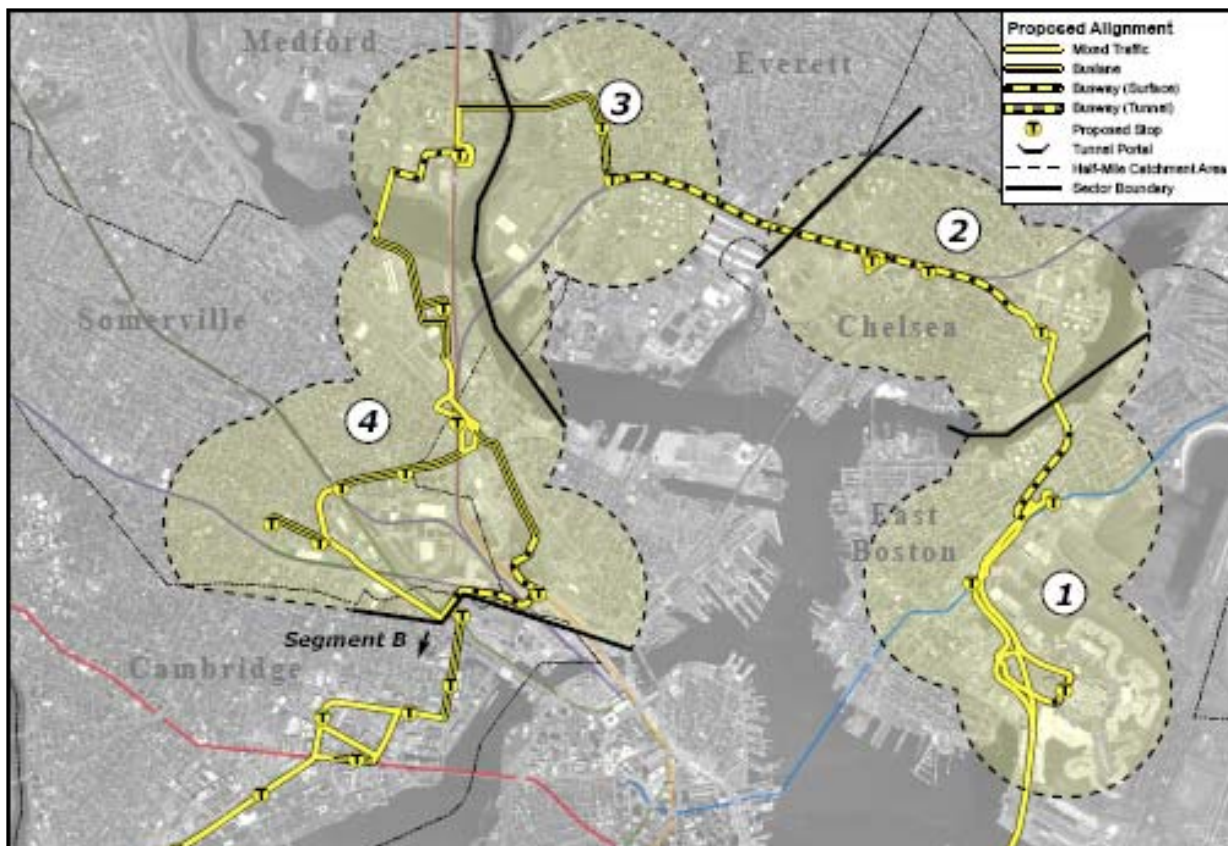 Medford
Everett
Proposed Alignment
Mixed Traffic
Buslane
Busway (Surface)
Busway (Tunnel)
T Proposed Stop
Tunnel Portal
Half-Mile Catchment Area
Sector Boundary
3
2
Somerville
Chelsea
4
East
Boston
1
Segment B
Cambridge